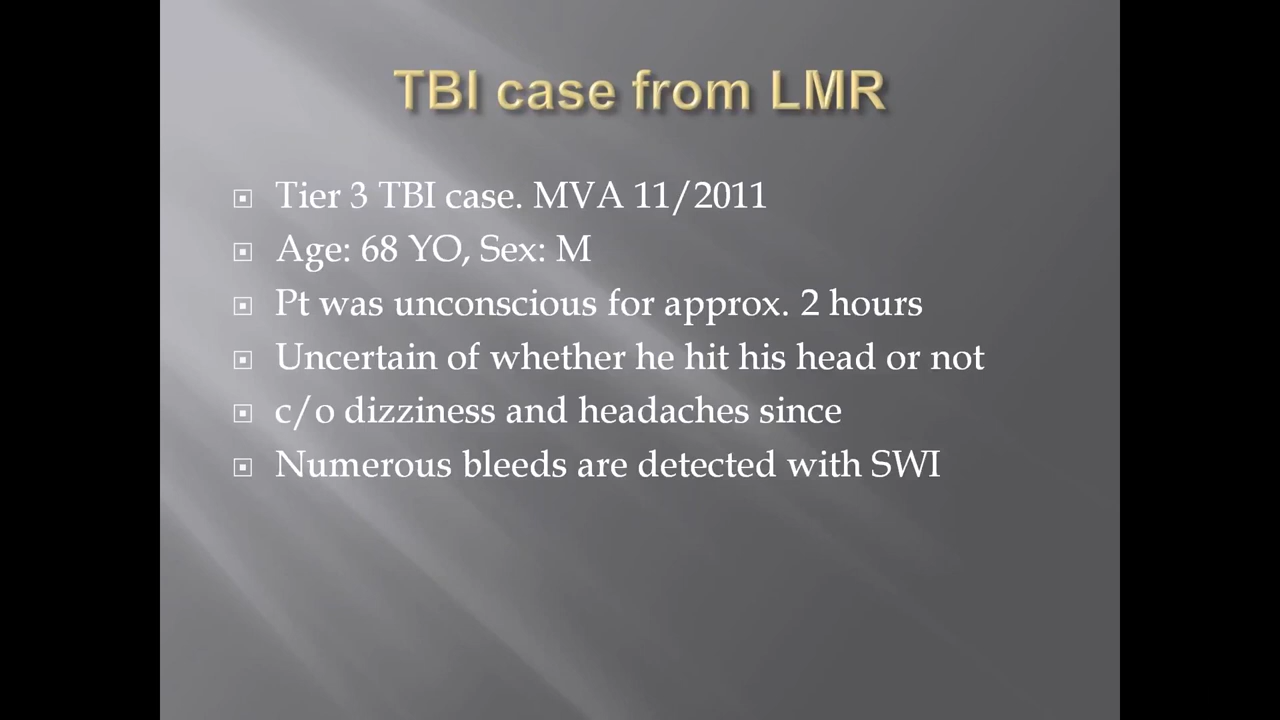 TBI case from LMR
Tier 3 TBI case. MVA 11/2011
Age: 68 YO, Sex: M
Pt was unconscious for approx. 2 hours
Uncertain of whether he hit his head or not
c/o dizziness and headaches since
Numerous bleeds are detected with SWI